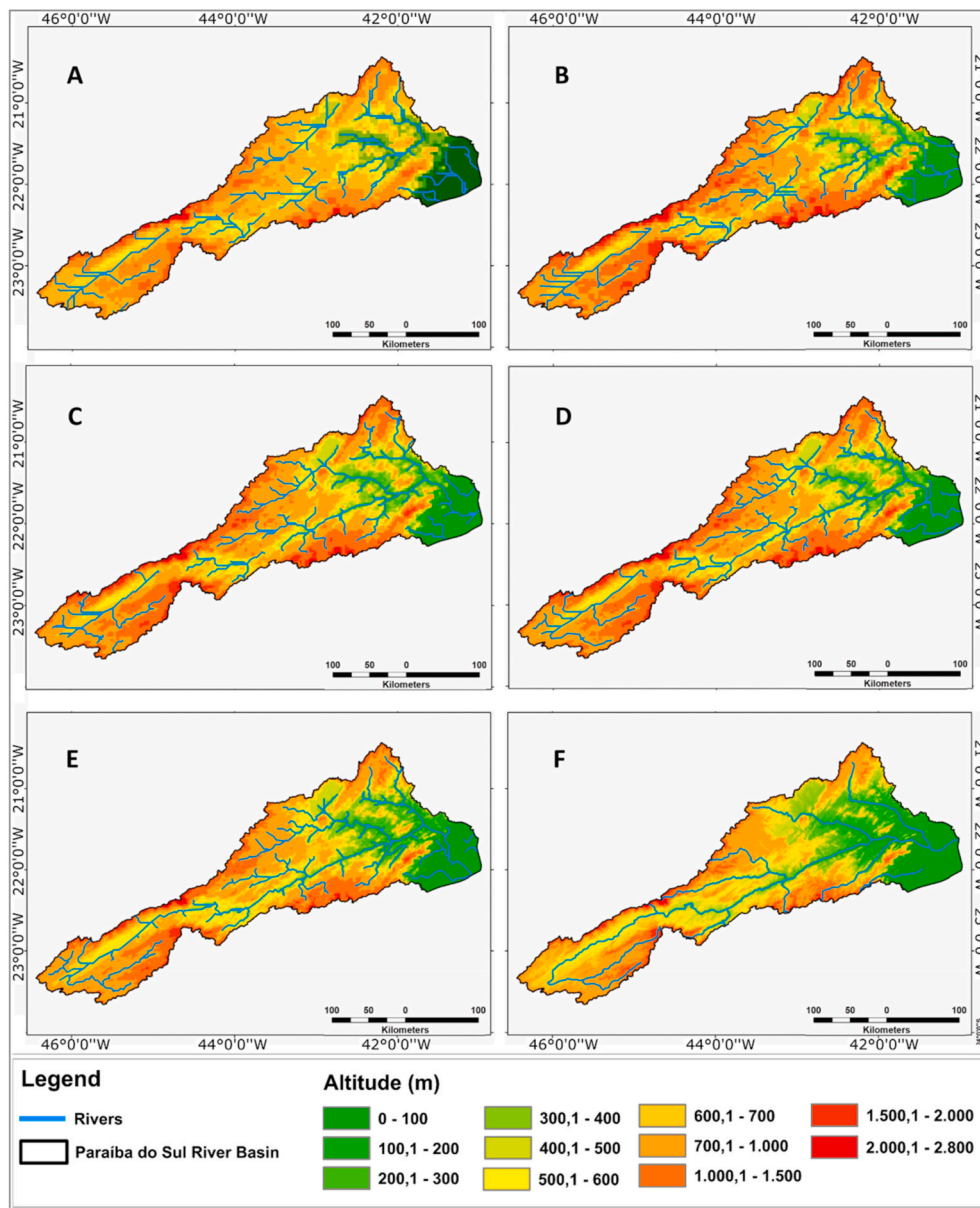 46°0'0''W 44°0'0''W 42°0'0''W 46°0'0''W 44°0'0''W 42°0'0''W
A
21°0'0''W
22°0'0''W
23°0'0''W
100 50 0 100
Kilometers
B
100 50 0 100
Kilometers
C
21°0'0''W
22°0'0''W
23°0'0''W
100 50 0 100
Kilometers
D
100 50 0 100
Kilometers
E
21°0'0''W
22°0'0''W
23°0'0''W
100 50 0 100
Kilometers
F
100 50 0 100
Kilometers
46°0'0''W 44°0'0''W 42°0'0''W 46°0'0''W 44°0'0''W 42°0'0''W
Legend
Rivers
Paraíba do Sul River Basin
Altitude (m)
0 - 100
100,1 - 200
200,1 - 300
300,1 - 400
400,1 - 500
500,1 - 600
600,1 - 700
700,1 - 1.000
1.000,1 - 1.500
1.500,1 - 2.000
2.000,1 - 2.800